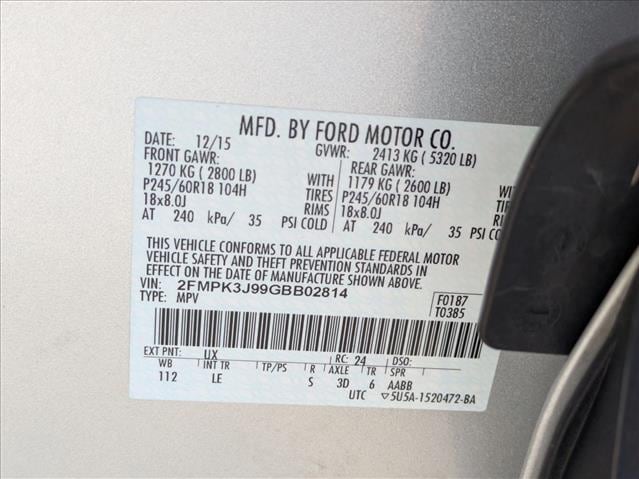 MFD. BY FORD MOTOR CO.
DATE: 12/15 GVWR: 2413 KG ( 5320 LB)
FRONT GAWR: REAR GAWR:
1270 KG ( 2800 LB) WITH 1179 KG ( 2600 LB) WITH
P245/60R18 104H TIRES P245/60R18 104H TIRES
18x8.0J RIMS 18x8.0J RIMS
AT 240 kPa/ 35 PSI COLD AT 240 kPa/ 35 PSI COLD
THIS VEHICLE CONFORMS TO ALL APPLICABLE FEDERAL MOTOR
VEHICLE SAFETY AND THEFT PREVENTION STANDARDS IN
EFFECT ON THE DATE OF MANUFACTURE SHOWN ABOVE.
VIN: 2FMPK3J99GBB02814
TYPE: MPV
F0187
T0385
EXT PNT: UX RC: 24 DSO:
WB INT TR TP/PS R AXLE TR SPR
112 LE S 3D 6 AABB
UTC ▽5U5A-1520472-BA